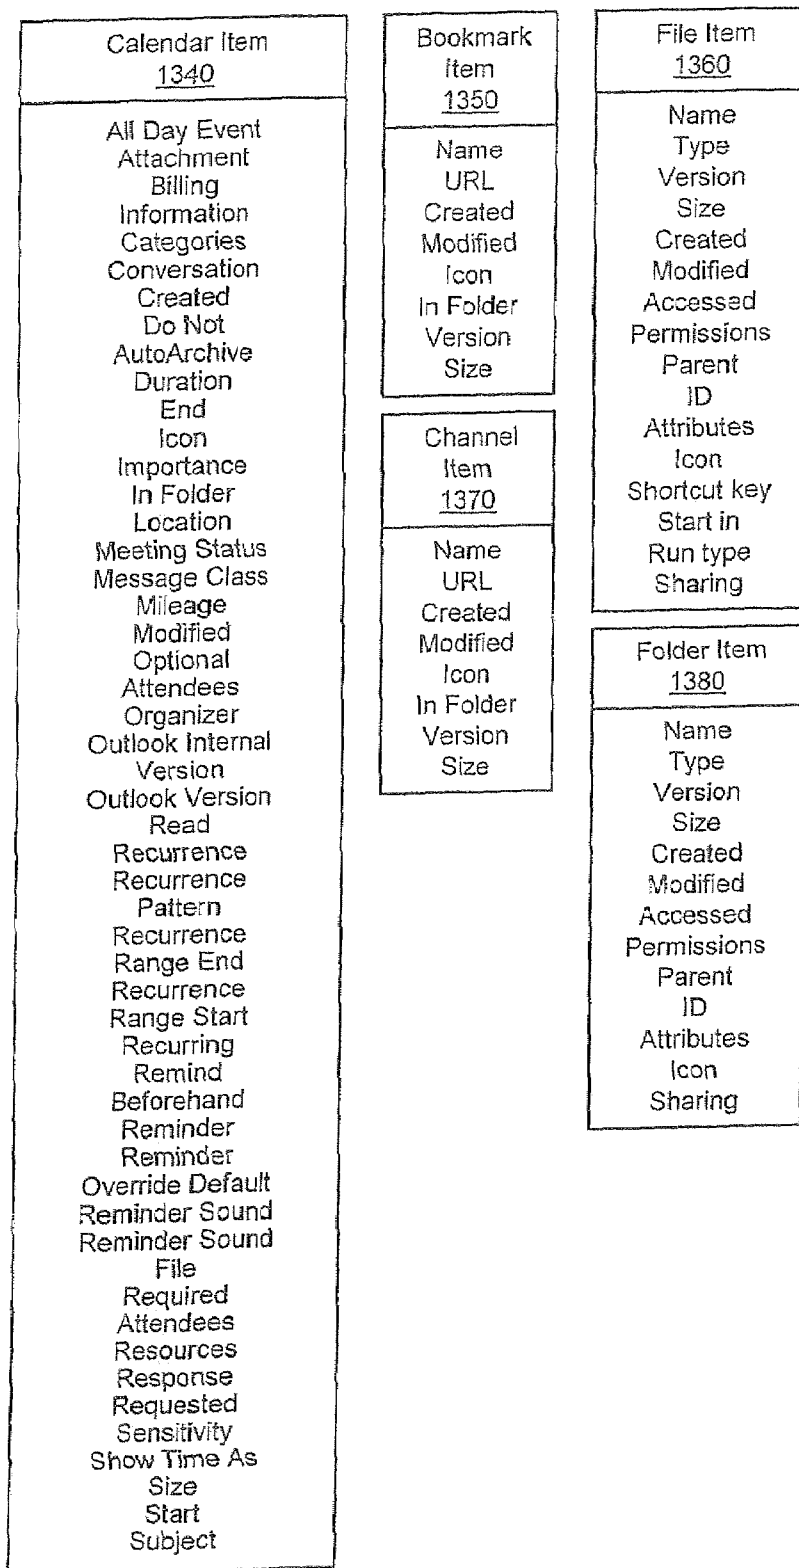 Calendar Item
1340
All Day Event
Attachment
Billing
Information
Categories
Conversation
Created
Do Not
AutoArchive
Duration
End
Icon
Importance
In Folder
Location
Meeting Status
Message Class
Mileage
Modified
Optional
Attendees
Organizer
Outlook Internal
Version
Outlook Version
Read
Recurrence
Recurrence
Pattern
Recurrence
Range End
Recurrence
Range Start
Recurring
Remind
Beforehand
Reminder
Reminder
Override Default
Reminder Sound
Reminder Sound
File
Required
Attendees
Resources
Response
Requested
Sensitivity
Show Time As
Size
Start
Subject
Bookmark
Item
1350
Name
URL
Created
Modified
Icon
In Folder
Version
Size
Channel
Item
1370
Name
URL
Created
Modified
Icon
In Folder
Version
Size
File Item
1360
Name
Type
Version
Size
Created
Modified
Accessed
Permissions
Parent
ID
Attributes
Icon
Shortcut key
Start in
Run type
Sharing
Folder Item
1380
Name
Type
Version
Size
Created
Modified
Accessed
Permissions
Parent
ID
Attributes
Icon
Sharing